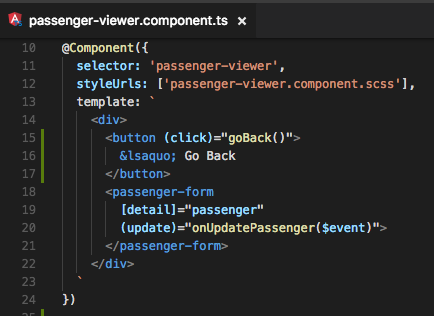 passenger-viewer.component.ts ×
10 @Component({
11   selector: 'passenger-viewer',
12   styleUrls: ['passenger-viewer.component.scss'],
13   template: `
14     <div>
15       <button (click)="goBack()">
16         &lsaquo; Go Back
17       </button>
18       <passenger-form
19         [detail]="passenger"
20         (update)="onUpdatePassenger($event)">
21       </passenger-form>
22     </div>
23   `
24 })